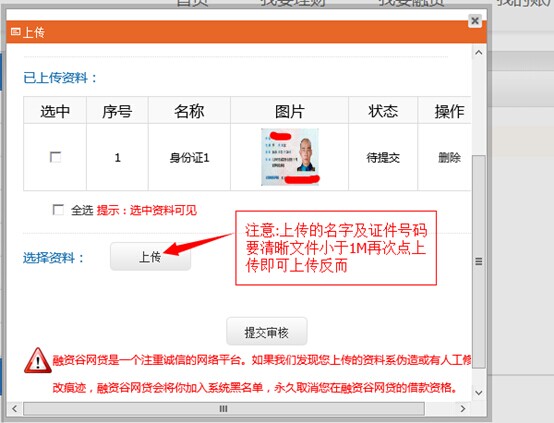 首页 我要理财 我要融资 我的账户
上传
已上传资料：
选中 序号 名称 图片 状态 操作
1 身份证1 待提交 删除
全选 提示：选中资料可见
注意:上传的名字及证件号码
要清晰文件小于1M再次点上
传即可上传反而
选择资料： 上传
提交审核
融资谷网贷是一个注重诚信的网络平台。如果我们发现您上传的资料系伪造或有人工修
改痕迹，融资谷网贷会将你加入系统黑名单，永久取消您在融资谷网贷的借款资格。